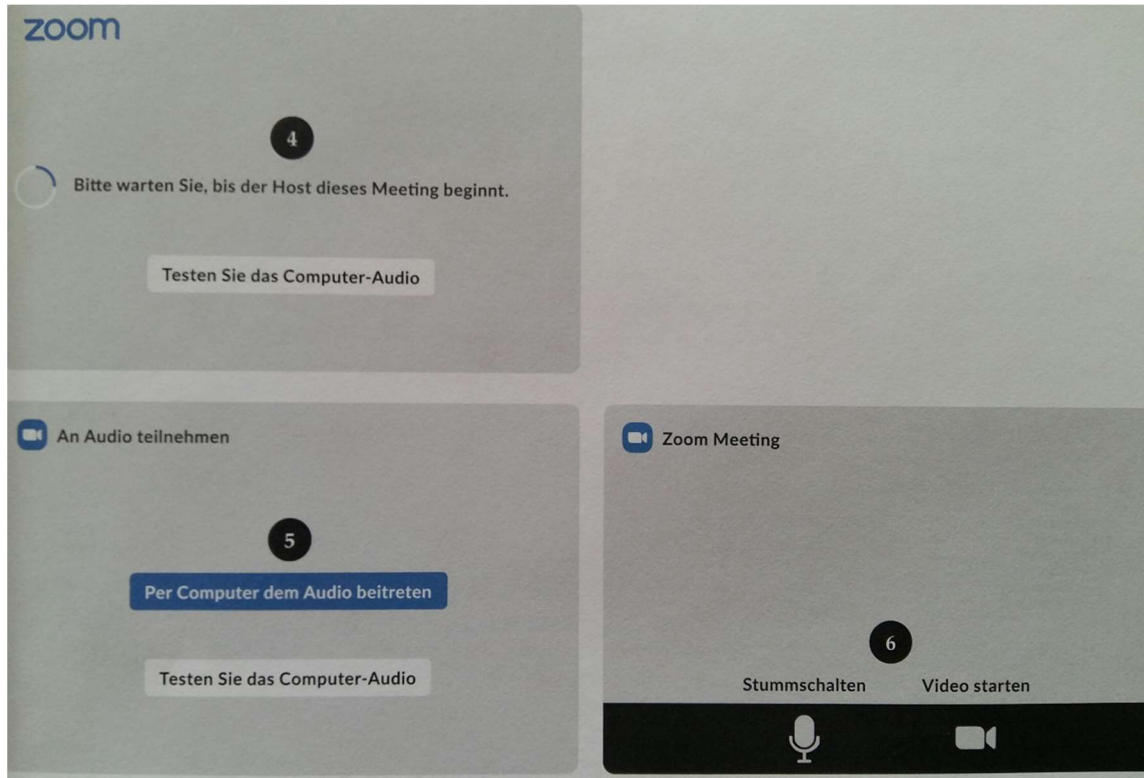 zoom
4
Bitte warten Sie, bis der Host dieses Meeting beginnt.
Testen Sie das Computer-Audio
An Audio teilnehmen
5
Per Computer dem Audio beitreten
Testen Sie das Computer-Audio
Zoom Meeting
6
Stummschalten Video starten